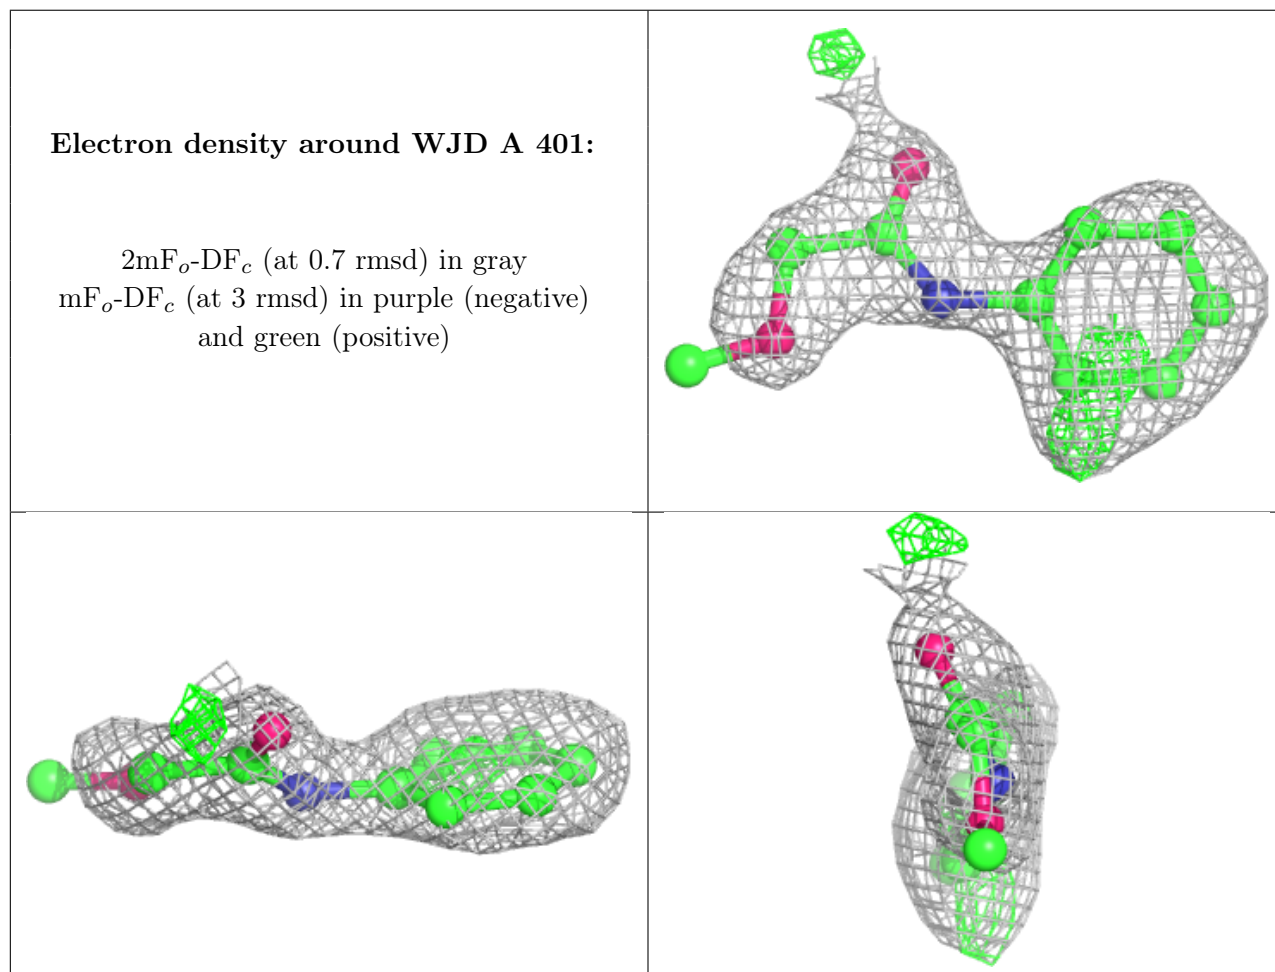 Electron density around WJD A 401:
2mFo-DFc (at 0.7 rmsd) in gray
mFo-DFc (at 3 rmsd) in purple (negative)
and green (positive)